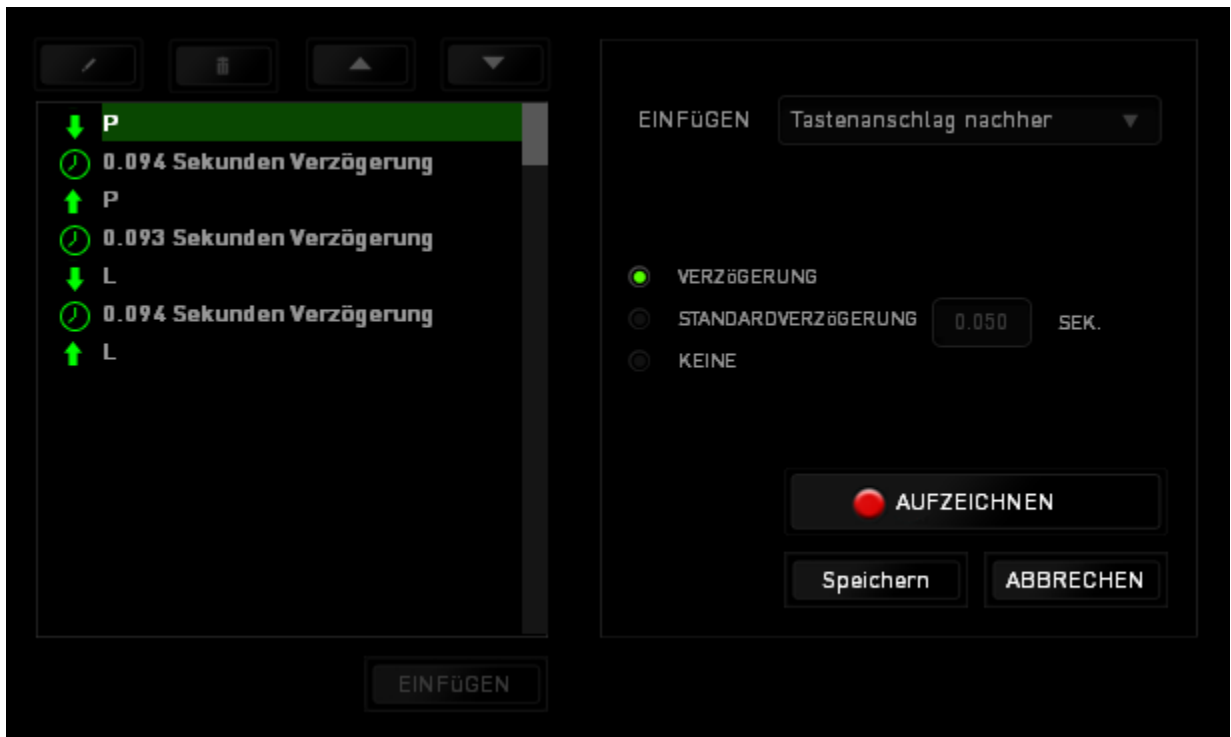 P
0.094 Sekunden Verzögerung
P
0.093 Sekunden Verzögerung
L
0.094 Sekunden Verzögerung
L
EINFüGEN
EINFüGEN Tastenanschlag nachher
VERZöGERUNG
STANDARDVERZöGERUNG 0.050 SEK.
KEINE
AUFZEICHNEN
Speichern ABBRECHEN